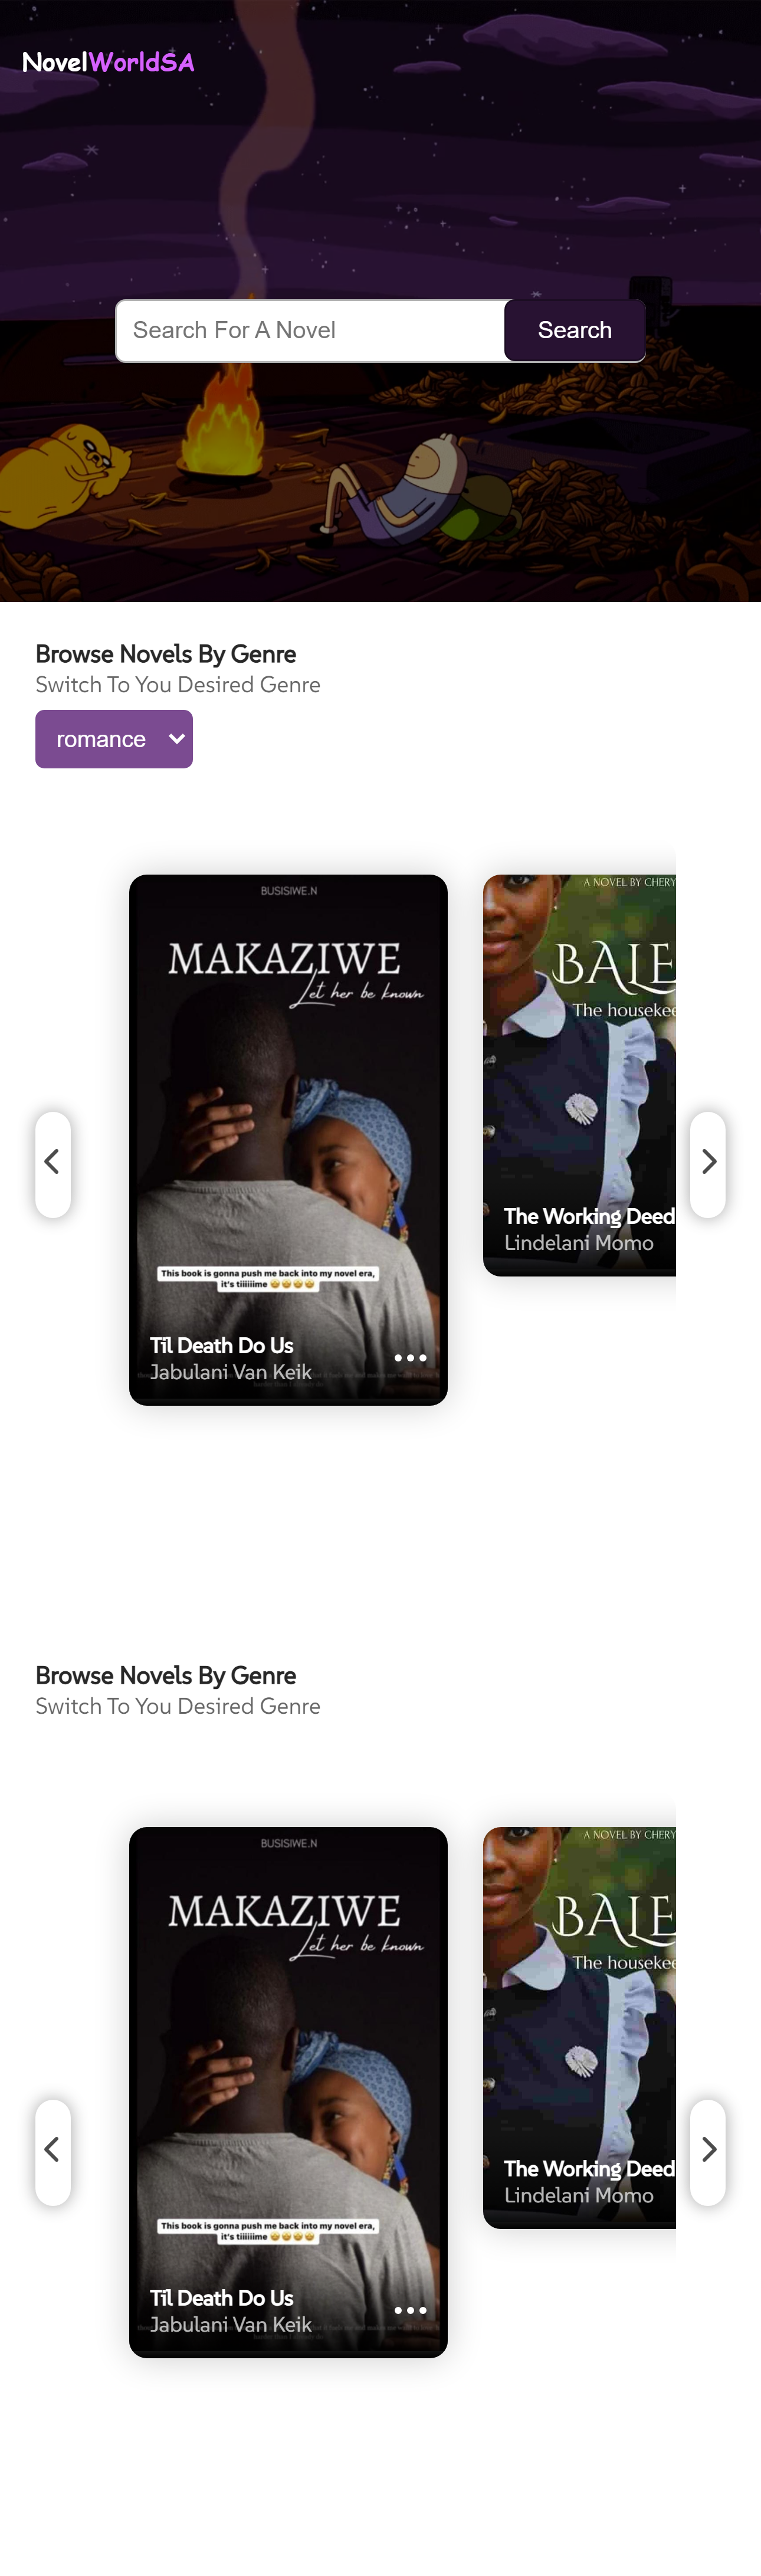 NovelWorldSA
Search For A Novel
Search
Browse Novels By Genre
Switch To You Desired Genre
romance
BUSISIWE.N
MAKAZIWE
Let her be known
This book is gonna push me back into my novel era,
it's tiiiiiime 🤩🤩🤩🤩
Til Death Do Us
Jabulani Van Keik
A NOVEL BY CHERY
BALE
The housekee
The Working Deed
Lindelani Momo
Browse Novels By Genre
Switch To You Desired Genre
BUSISIWE.N
MAKAZIWE
Let her be known
This book is gonna push me back into my novel era,
it's tiiiiiime 🤩🤩🤩🤩
Til Death Do Us
Jabulani Van Keik
A NOVEL BY CHERY
BALE
The housekee
The Working Deed
Lindelani Momo